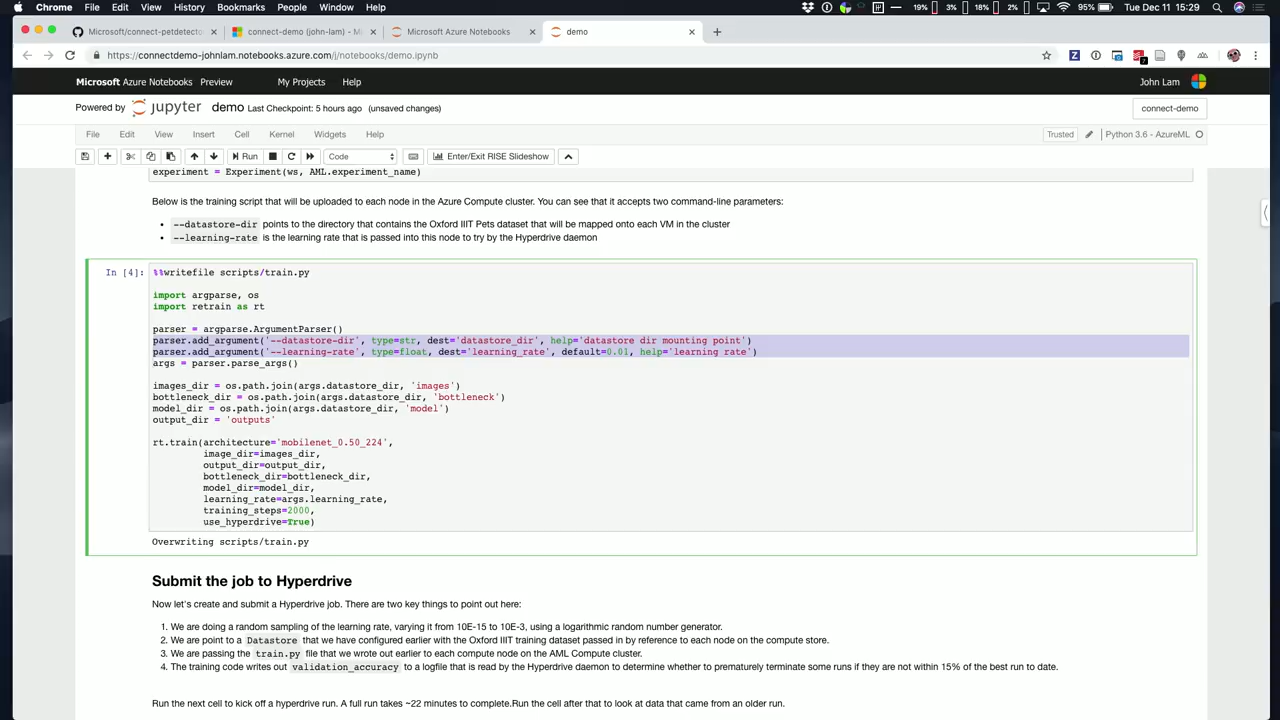 Chrome File Edit View History Bookmarks People Window Help 19% 3% 18% 2% 95% Tue Dec 11 15:29
Microsoft/connect-petdetecto × connect-demo (john-lam) - M × Microsoft Azure Notebooks × demo × +
https://connectdemo-johnlam.notebooks.azure.com/j/notebooks/demo.ipynb
Microsoft Azure Notebooks Preview My Projects Help John Lam
Powered by jupyter demo Last Checkpoint: 5 hours ago (unsaved changes) connect-demo
File Edit View Insert Cell Kernel Widgets Help Trusted Python 3.6 - AzureML
Run Code Enter/Exit RISE Slideshow
experiment = Experiment(ws, AML.experiment_name)
Below is the training script that will be uploaded to each node in the Azure Compute cluster. You can see that it accepts two command-line parameters:
• --datastore-dir points to the directory that contains the Oxford IIIT Pets dataset that will be mapped onto each VM in the cluster
• --learning-rate is the learning rate that is passed into this node to try by the Hyperdrive daemon
In [4]: %%writefile scripts/train.py
import argparse, os
import retrain as rt
parser = argparse.ArgumentParser()
parser.add_argument('--datastore-dir', type=str, dest='datastore_dir', help='datastore dir mounting point')
parser.add_argument('--learning-rate', type=float, dest='learning_rate', default=0.01, help='learning rate')
args = parser.parse_args()
images_dir = os.path.join(args.datastore_dir, 'images')
bottleneck_dir = os.path.join(args.datastore_dir, 'bottleneck')
model_dir = os.path.join(args.datastore_dir, 'model')
output_dir = 'outputs'
rt.train(architecture='mobilenet_0.50_224',
image_dir=images_dir,
output_dir=output_dir,
bottleneck_dir=bottleneck_dir,
model_dir=model_dir,
learning_rate=args.learning_rate,
training_steps=2000,
use_hyperdrive=True)
Overwriting scripts/train.py
Submit the job to Hyperdrive
Now let's create and submit a Hyperdrive job. There are two key things to point out here:
1. We are doing a random sampling of the learning rate, varying it from 10E-15 to 10E-3, using a logarithmic random number generator.
2. We are point to a Datastore that we have configured earlier with the Oxford IIIT training dataset passed in by reference to each node on the compute store.
3. We are passing the train.py file that we wrote out earlier to each compute node on the AML Compute cluster.
4. The training code writes out validation_accuracy to a logfile that is read by the Hyperdrive daemon to determine whether to prematurely terminate some runs if they are not within 15% of the best run to date.
Run the next cell to kick off a hyperdrive run. A full run takes ~22 minutes to complete.Run the cell after that to look at data that came from an older run.